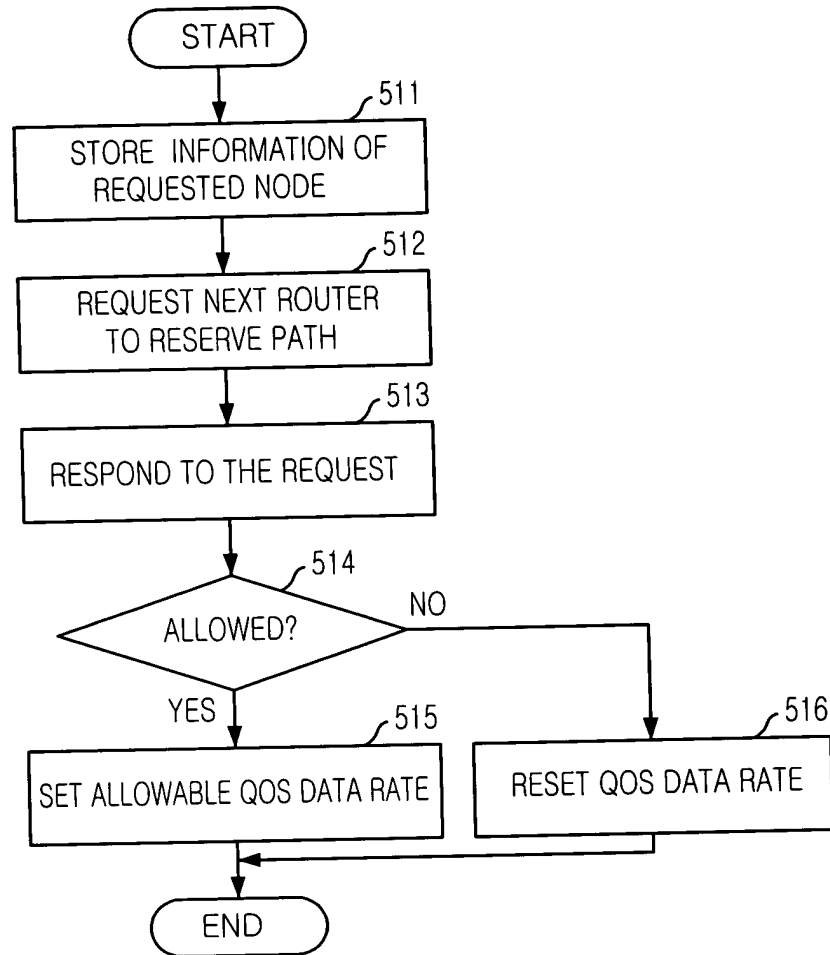 START
511
STORE INFORMATION OF
REQUESTED NODE
512
REQUEST NEXT ROUTER
TO RESERVE PATH
513
RESPOND TO THE REQUEST
514
ALLOWED?
NO
YES
515
SET ALLOWABLE QOS DATA RATE
516
RESET QOS DATA RATE
END